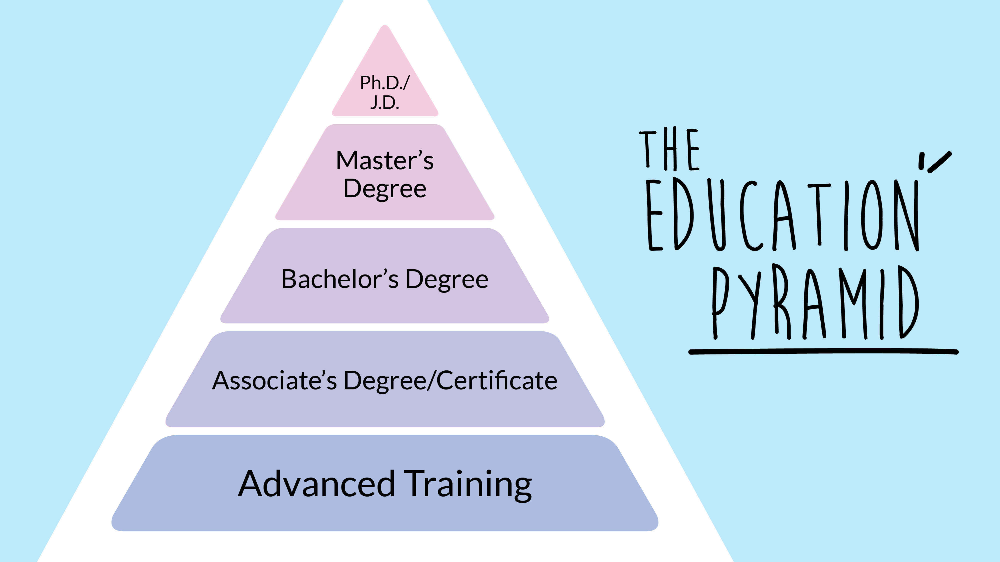 Ph.D./
J.D.
Master’s
Degree
Bachelor’s Degree
Associate’s Degree/Certificate
Advanced Training
THE
EDUCATION
PYRAMID